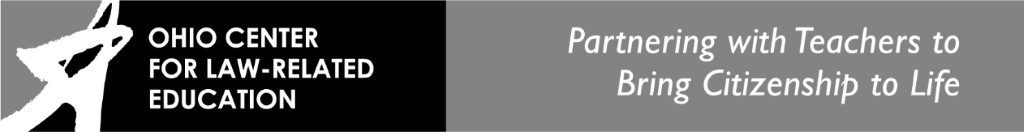 OHIO CENTER
FOR LAW-RELATED
EDUCATION
Partnering with Teachers to
Bring Citizenship to Life